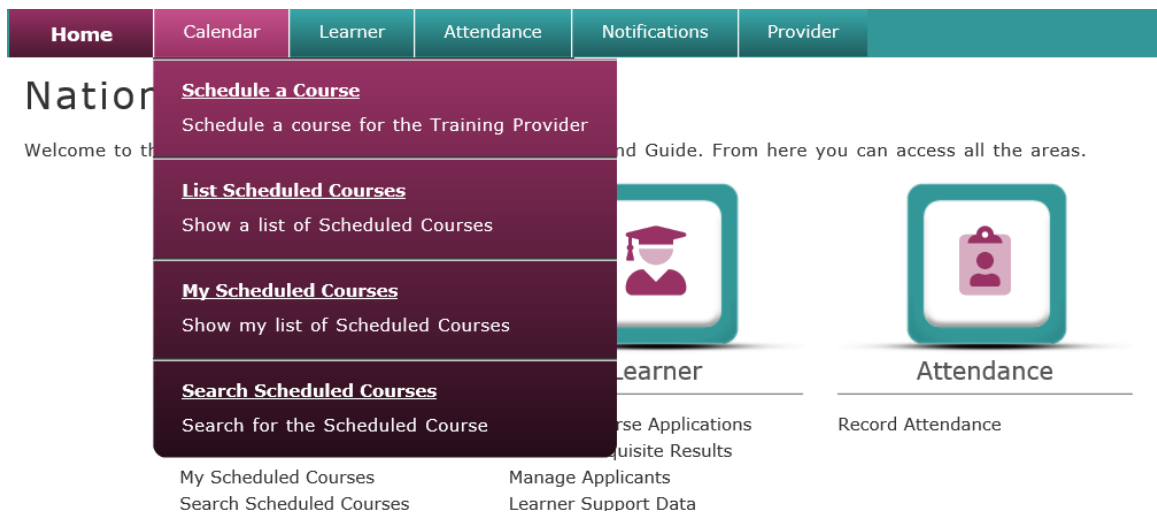 Home Calendar Learner Attendance Notifications Provider
Nation
Schedule a Course
Schedule a course for the Training Provider
Welcome to th
nd Guide. From here you can access all the areas.
List Scheduled Courses
Show a list of Scheduled Courses
My Scheduled Courses
Show my list of Scheduled Courses
Search Scheduled Courses
Search for the Scheduled Course
Learner
Attendance
rse Applications
Record Attendance
quisite Results
My Scheduled Courses
Manage Applicants
Search Scheduled Courses
Learner Support Data